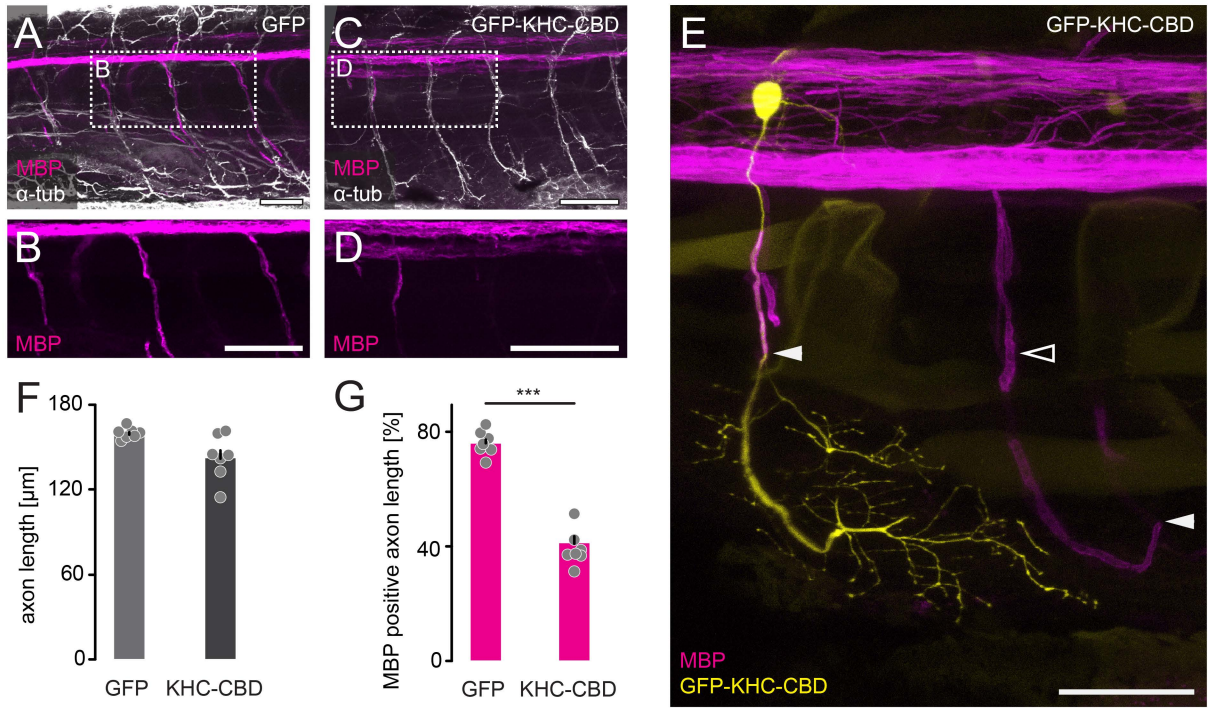 A
GFP
B
MBP
α-tub
C
GFP-KHC-CBD
D
MBP
α-tub
B
MBP
D
MBP
E
GFP-KHC-CBD
MBP
GFP-KHC-CBD
F
axon length [µm]
180
120
60
0
GFP
KHC-CBD
G
MBP positive axon length [%]
***
80
40
0
GFP
KHC-CBD